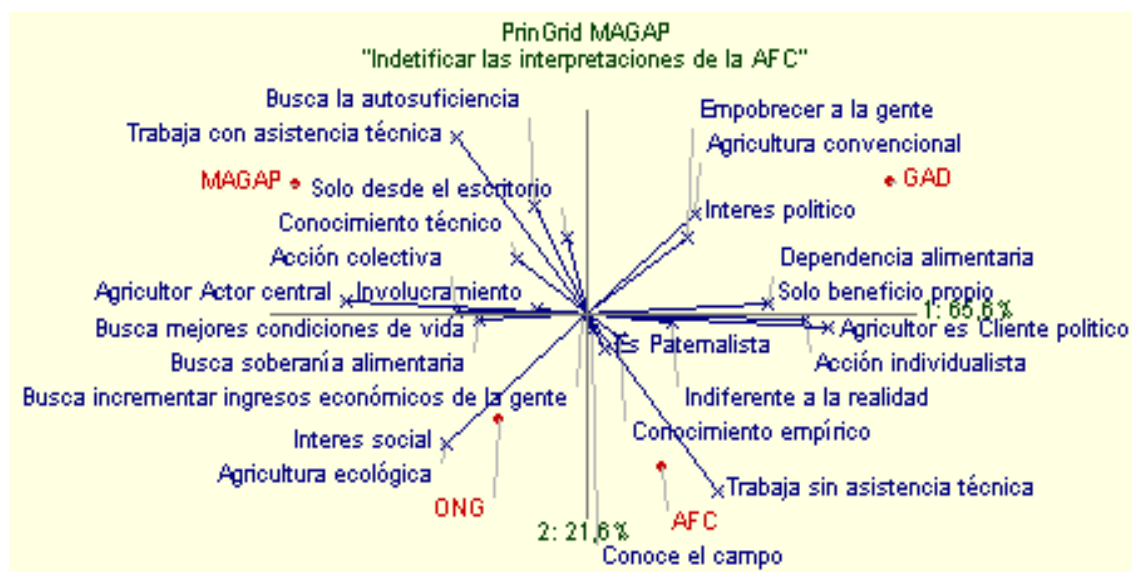 PrinGrid MAGAP
"Indetificar las interpretaciones de la AFC"
Busca la autosuficiencia
Empobrecer a la gente
Trabaja con asistencia técnica
Agricultura convencional
MAGAP
Solo desde el escritorio
GAD
Interes politico
Conocimiento técnico
Acción colectiva
Dependencia alimentaria
Agricultor Actor central
Involucramiento
Solo beneficio propio
1: 65,6%
Busca mejores condiciones de vida
Es Paternalista
Agricultor es Cliente politico
Busca soberanía alimentaria
Acción individualista
Busca incrementar ingresos económicos de la gente
Indiferente a la realidad
Interes social
Conocimiento empírico
Agricultura ecológica
Trabaja sin asistencia técnica
ONG
AFC
2: 21,6%
Conoce el campo